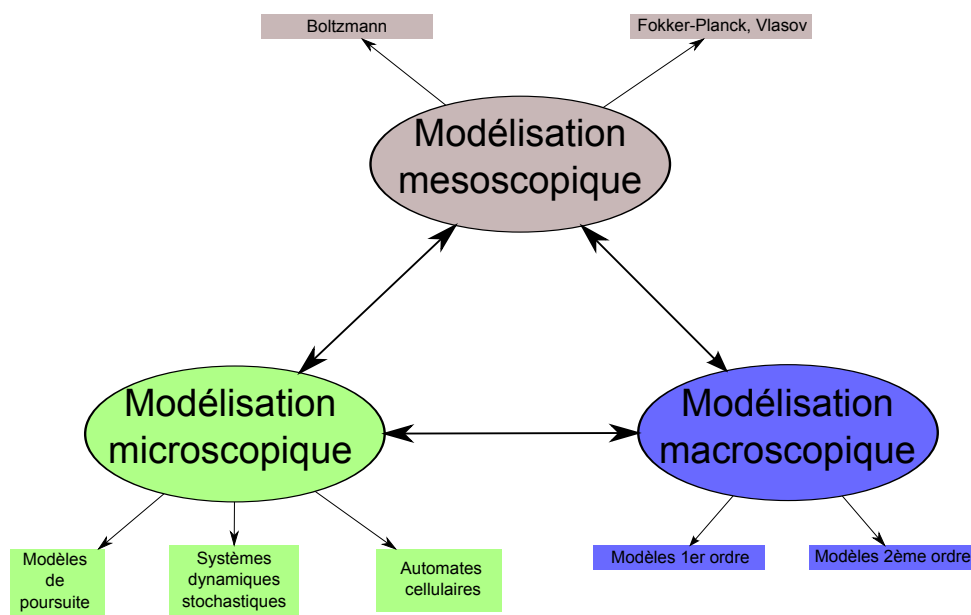 Boltzmann
Fokker-Planck, Vlasov
Modélisation
mesoscopique
Modélisation
microscopique
Modélisation
macroscopique
Modèles
de
poursuite
Systèmes
dynamiques
stochastiques
Automates
cellulaires
Modèles 1er ordre
Modèles 2ème ordre